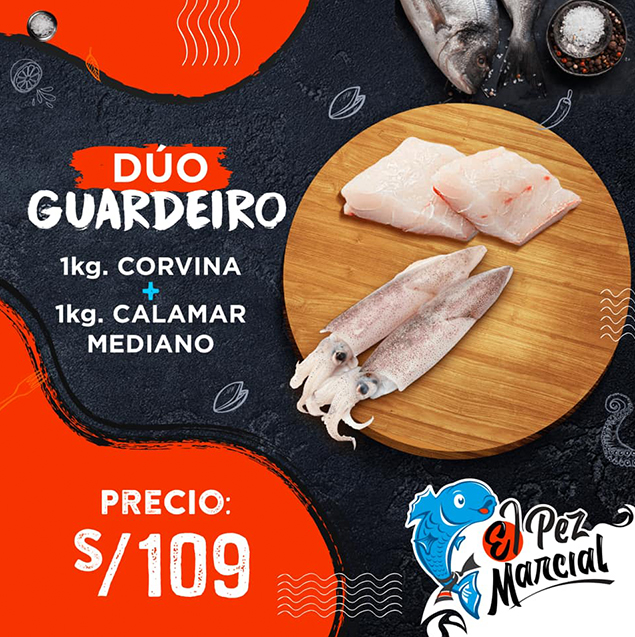 DÚO
GUARDEIRO
1kg. CORVINA
+
1kg. CALAMAR
MEDIANO
PRECIO:
S/109
El Pez
Marcial